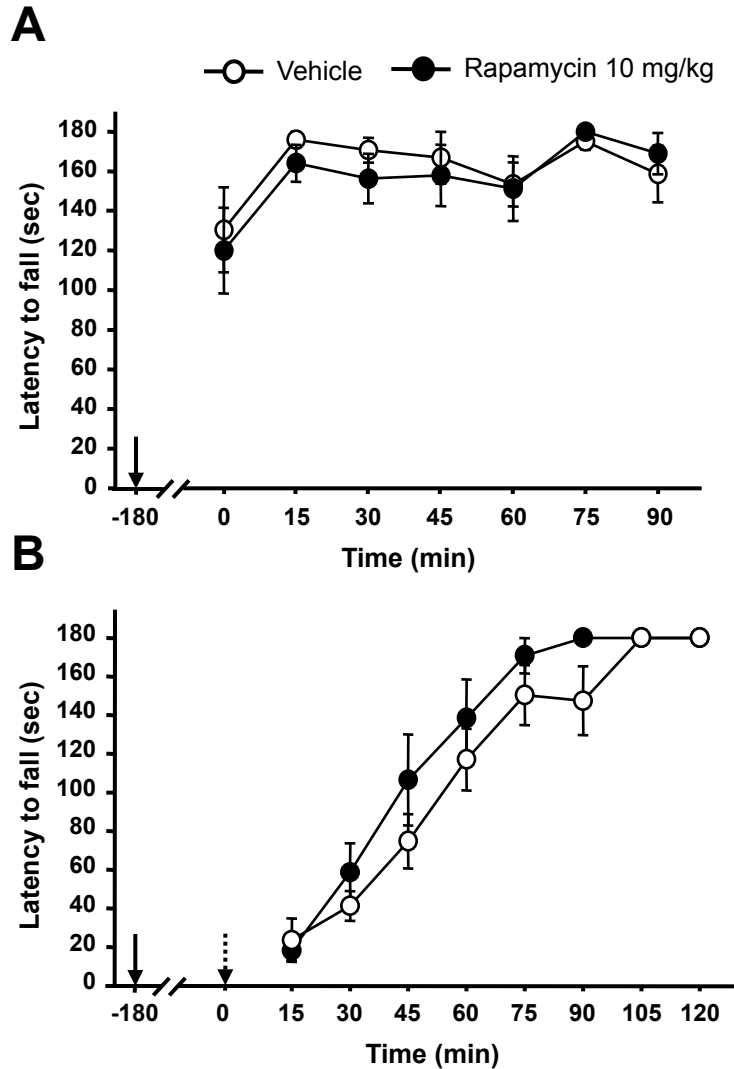 A
Vehicle Rapamycin 10 mg/kg
Latency to fall (sec)
180
160
140
120
100
80
60
40
20
0
-180 0 15 30 45 60 75 90
Time (min)
B
Latency to fall (sec)
180
160
140
120
100
80
60
40
20
0
-180 0 15 30 45 60 75 90 105 120
Time (min)